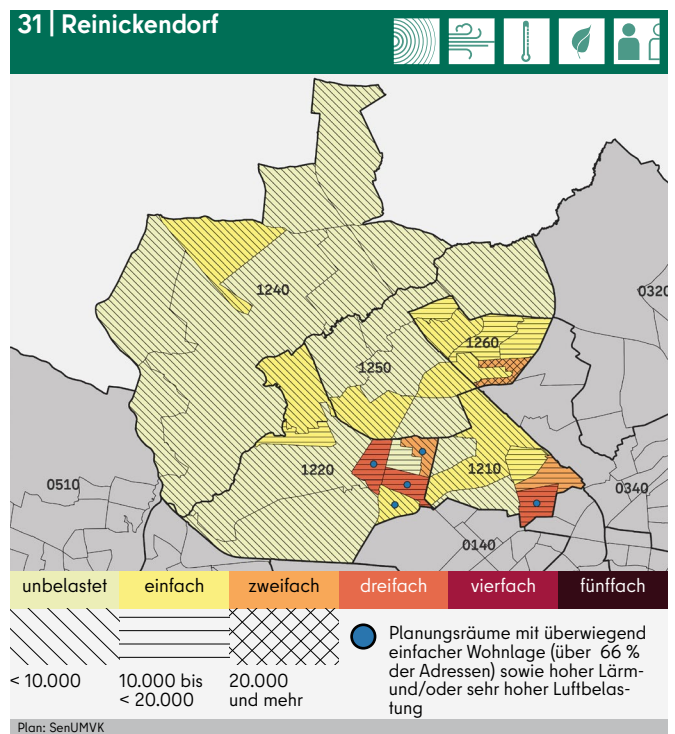 31 | Reinickendorf
1240
0320
1260
1250
1220
1210
0510
0340
0140
unbelastet einfach zweifach dreifach vierfach fünffach
< 10.000
10.000 bis
< 20.000
20.000
und mehr
Planungsräume mit überwiegend
einfacher Wohnlage (über 66 %
der Adressen) sowie hoher Lärm-
und/oder sehr hoher Luftbelas-
tung
Plan: SenUMVK